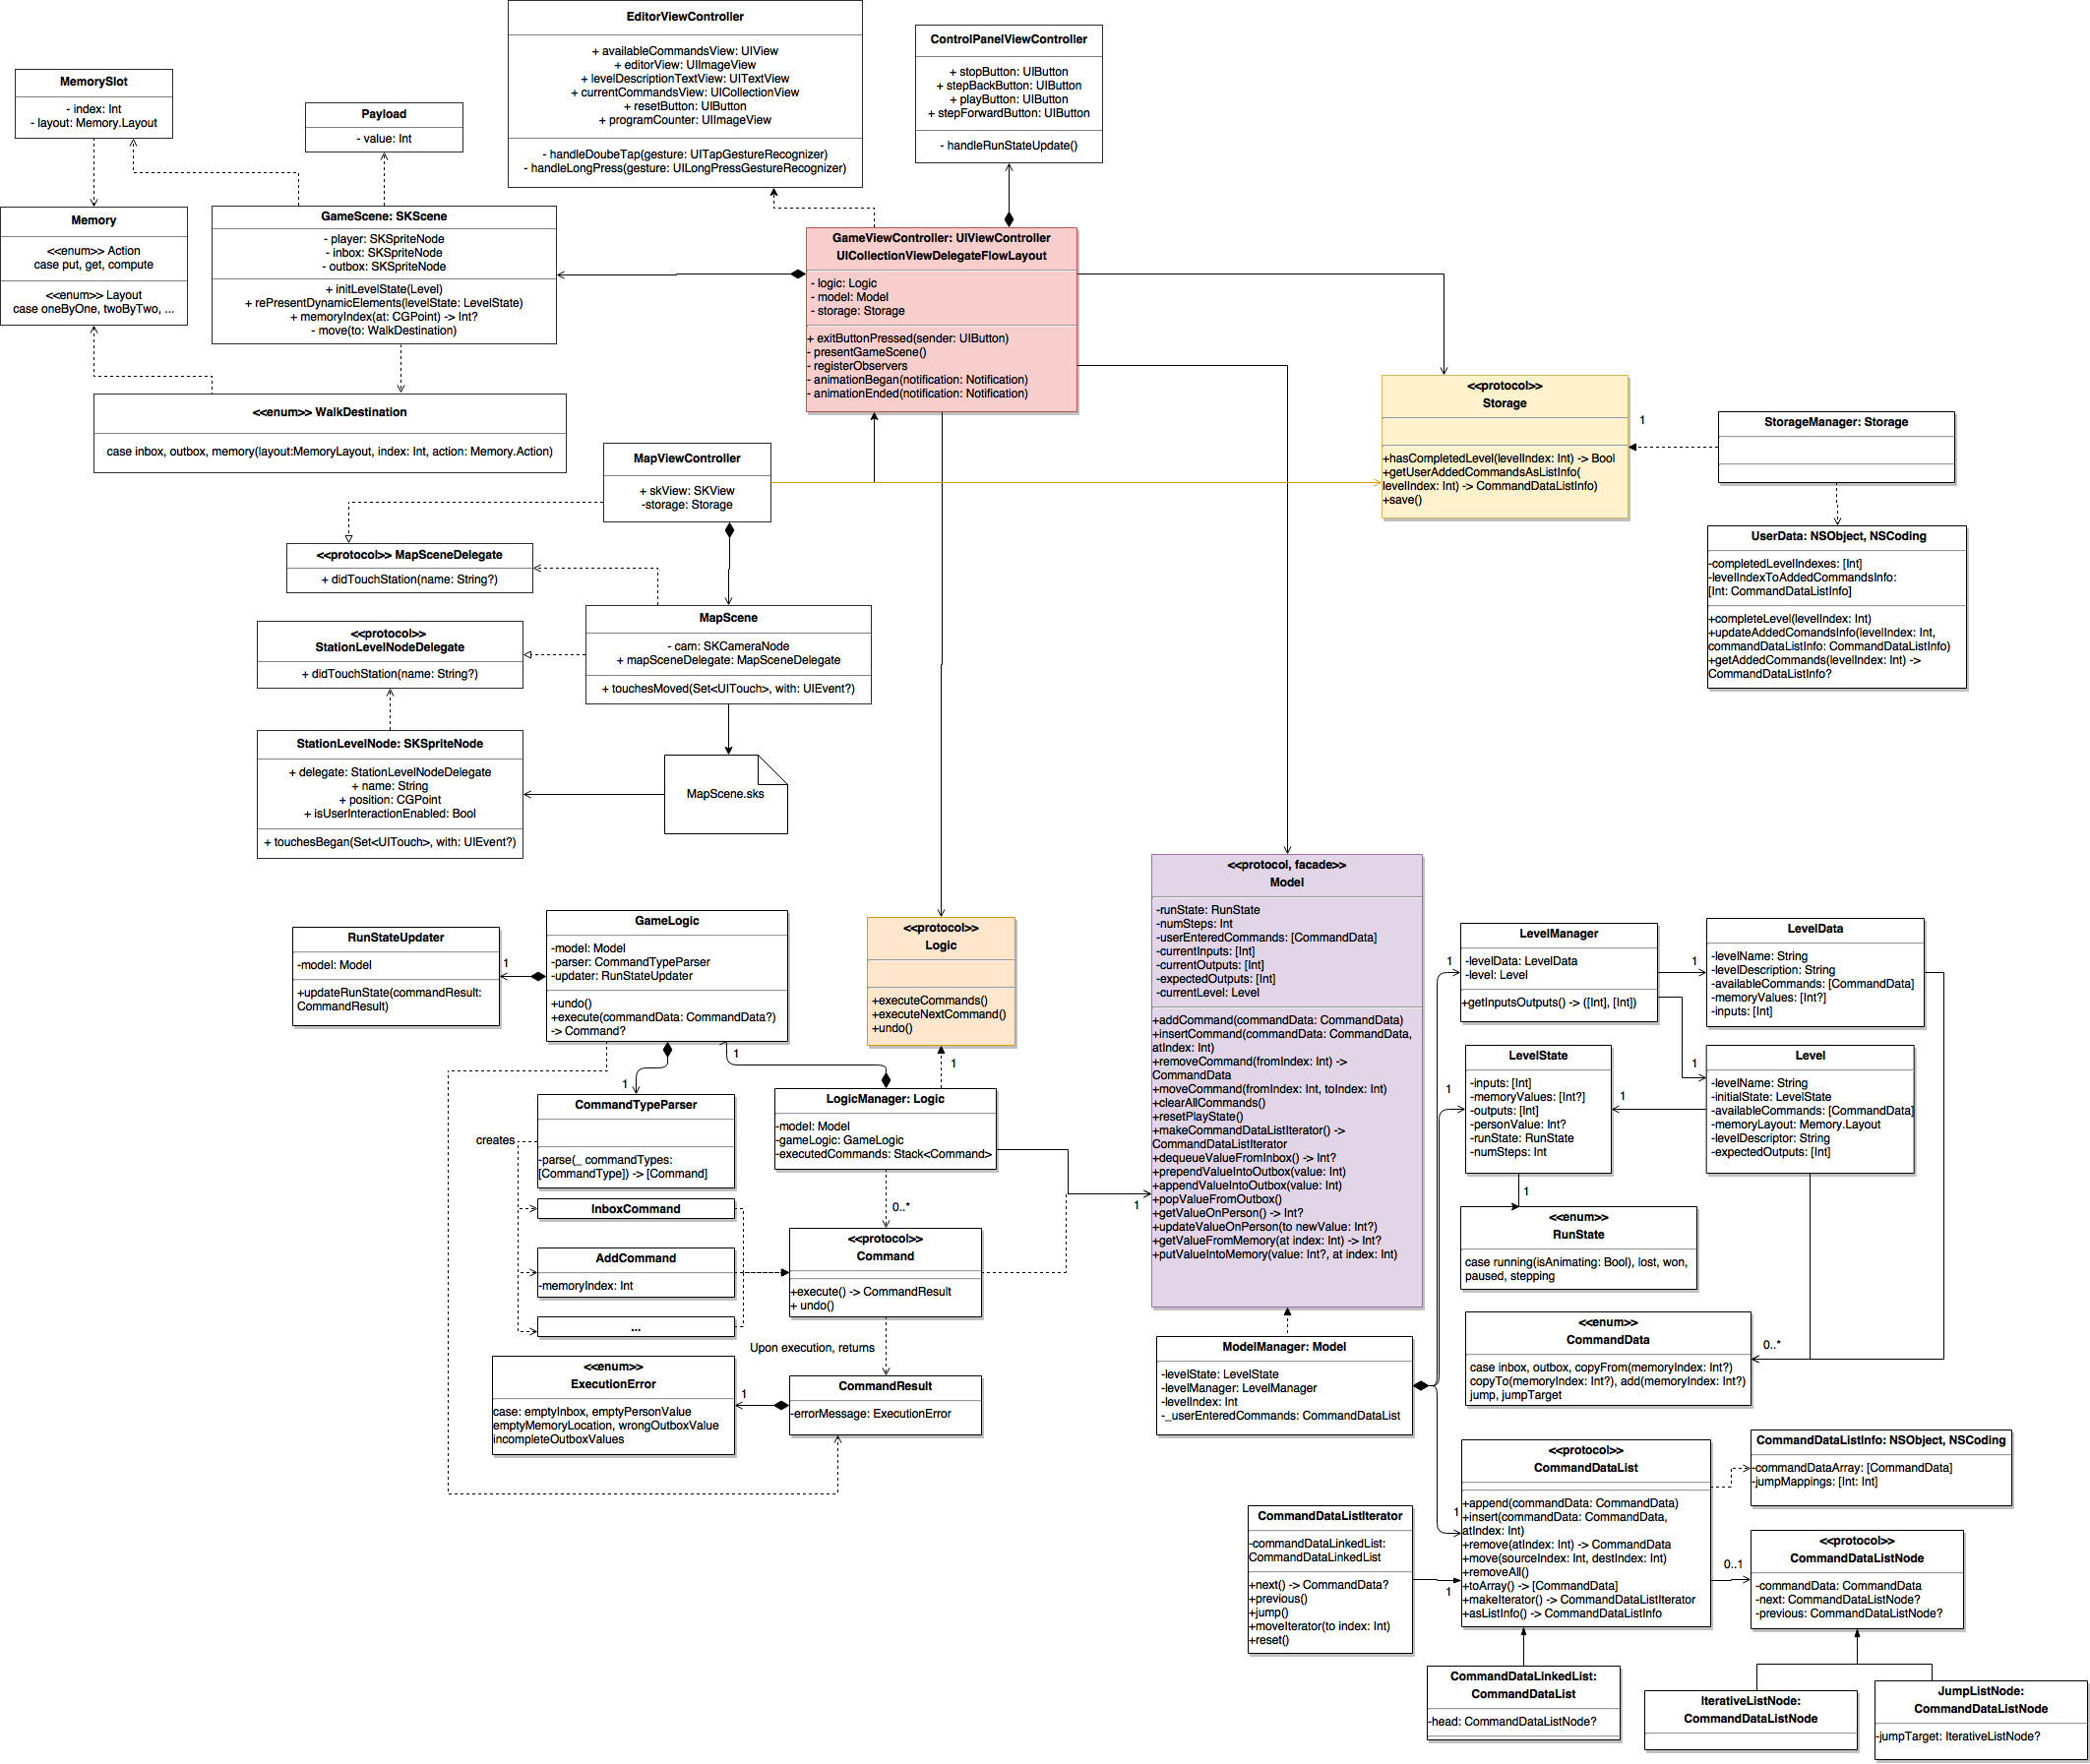 EditorViewController
+ availableCommandsView: UIView
+ editorView: UIImageView
+ levelDescriptionTextView: UITextView
+ currentCommandsView: UICollectionView
+ resetButton: UIButton
+ programCounter: UIImageView
- handleDoubeTap(gesture: UITapGestureRecognizer)
- handleLongPress(gesture: UILongPressGestureRecognizer)
ControlPanelViewController
+ stopButton: UIButton
+ stepBackButton: UIButton
+ playButton: UIButton
+ stepForwardButton: UIButton
- handleRunStateUpdate()
MemorySlot
- index: Int
- layout: Memory.Layout
Payload
- value: Int
Memory
<<enum>> Action
case put, get, compute
<<enum>> Layout
case oneByOne, twoByTwo, ...
GameScene: SKScene
- player: SKSpriteNode
- inbox: SKSpriteNode
- outbox: SKSpriteNode
+ initLevelState(Level)
+ rePresentDynamicElements(levelState: LevelState)
+ memoryIndex(at: CGPoint) -> Int?
- move(to: WalkDestination)
GameViewController: UIViewController
UICollectionViewDelegateFlowLayout
- logic: Logic
- model: Model
- storage: Storage
+ exitButtonPressed(sender: UIButton)
- presentGameScene()
- registerObservers
- animationBegan(notification: Notification)
- animationEnded(notification: Notification)
<<enum>> WalkDestination
case inbox, outbox, memory(layout:MemoryLayout, index: Int, action: Memory.Action)
<<protocol>>
Storage
+hasCompletedLevel(levelIndex: Int) -> Bool
+getUserAddedCommandsAsListInfo(
levelIndex: Int) -> CommandDataListInfo)
+save()
1
StorageManager: Storage
UserData: NSObject, NSCoding
-completedLevelIndexes: [Int]
-levelIndexToAddedCommandsInfo:
[Int: CommandDataListInfo]
+completeLevel(levelIndex: Int)
+updateAddedComandsInfo(levelIndex: Int,
commandDataListInfo: CommandDataListInfo)
+getAddedCommands(levelIndex: Int) ->
CommandDataListInfo?
MapViewController
+ skView: SKView
-storage: Storage
<<protocol>> MapSceneDelegate
+ didTouchStation(name: String?)
MapScene
- cam: SKCameraNode
+ mapSceneDelegate: MapSceneDelegate
+ touchesMoved(Set<UITouch>, with: UIEvent?)
<<protocol>>
StationLevelNodeDelegate
+ didTouchStation(name: String?)
StationLevelNode: SKSpriteNode
+ delegate: StationLevelNodeDelegate
+ name: String
+ position: CGPoint
+ isUserInteractionEnabled: Bool
+ touchesBegan(Set<UITouch>, with: UIEvent?)
MapScene.sks
RunStateUpdater
-model: Model
+updateRunState(commandResult:
CommandResult)
1
GameLogic
-model: Model
-parser: CommandTypeParser
-updater: RunStateUpdater
+undo()
+execute(commandData: CommandData?)
-> Command?
1
1
<<protocol>>
Logic
+executeCommands()
+executeNextCommand()
+undo()
1
CommandTypeParser
-parse(_ commandTypes:
[CommandType]) -> [Command]
creates
InboxCommand
AddCommand
-memoryIndex: Int
...
LogicManager: Logic
-model: Model
-gameLogic: GameLogic
-executedCommands: Stack<Command>
0..*
1
<<protocol>>
Command
+execute() -> CommandResult
+ undo()
Upon execution, returns
<<enum>>
ExecutionError
case: emptyInbox, emptyPersonValue
emptyMemoryLocation, wrongOutboxValue
incompleteOutboxValues
1
CommandResult
-errorMessage: ExecutionError
<<protocol, facade>>
Model
-runState: RunState
-numSteps: Int
-userEnteredCommands: [CommandData]
-currentInputs: [Int]
-currentOutputs: [Int]
-expectedOutputs: [Int]
-currentLevel: Level
+addCommand(commandData: CommandData)
+insertCommand(commandData: CommandData,
atIndex: Int)
+removeCommand(fromIndex: Int) ->
CommandData
+moveCommand(fromIndex: Int, toIndex: Int)
+clearAllCommands()
+resetPlayState()
+makeCommandDataListIterator() ->
CommandDataListIterator
+dequeueValueFromInbox() -> Int?
+prependValueIntoOutbox(value: Int)
+appendValueIntoOutbox(value: Int)
+popValueFromOutbox()
+getValueOnPerson() -> Int?
+updateValueOnPerson(to newValue: Int?)
+getValueFromMemory(at index: Int) -> Int?
+putValueIntoMemory(value: Int?, at index: Int)
ModelManager: Model
-levelState: LevelState
-levelManager: LevelManager
-levelIndex: Int
-_userEnteredCommands: CommandDataList
1
LevelManager
-levelData: LevelData
-level: Level
+getInputsOutputs() -> ([Int], [Int])
1
1
LevelData
-levelName: String
-levelDescription: String
-availableCommands: [CommandData]
-memoryValues: [Int?]
-inputs: [Int]
1
LevelState
-inputs: [Int]
-memoryValues: [Int?]
-outputs: [Int]
-personValue: Int?
-runState: RunState
-numSteps: Int
1
Level
-levelName: String
-initialState: LevelState
-availableCommands: [CommandData]
-memoryLayout: Memory.Layout
-levelDescriptor: String
-expectedOutputs: [Int]
1
<<enum>>
RunState
case running(isAnimating: Bool), lost, won,
paused, stepping
<<enum>>
CommandData
case inbox, outbox, copyFrom(memoryIndex: Int?)
copyTo(memoryIndex: Int?), add(memoryIndex: Int?)
jump, jumpTarget
0..*
1
<<protocol>>
CommandDataList
+append(commandData: CommandData)
+insert(commandData: CommandData,
atIndex: Int)
+remove(atIndex: Int) -> CommandData
+move(sourceIndex: Int, destIndex: Int)
+removeAll()
+toArray() -> [CommandData]
+makeIterator() -> CommandDataListIterator
+asListInfo() -> CommandDataListInfo
CommandDataListInfo: NSObject, NSCoding
-commandDataArray: [CommandData]
-jumpMappings: [Int: Int]
CommandDataListIterator
-commandDataLinkedList:
CommandDataLinkedList
+next() -> CommandData?
+previous()
+jump()
+moveIterator(to index: Int)
+reset()
1
0..1
<<protocol>>
CommandDataListNode
-commandData: CommandData
-next: CommandDataListNode?
-previous: CommandDataListNode?
CommandDataLinkedList:
CommandDataList
-head: CommandDataListNode?
IterativeListNode:
CommandDataListNode
JumpListNode:
CommandDataListNode
-jumpTarget: IterativeListNode?